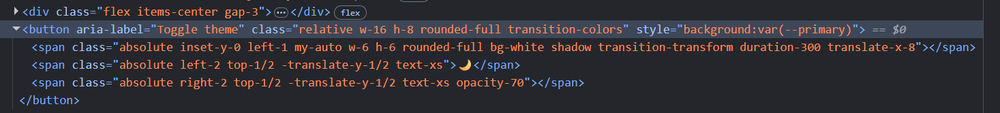 <div class="flex items-center gap-3">…</div> flex
<button aria-label="Toggle theme" class="relative w-16 h-8 rounded-full transition-colors" style="background:var(--primary)"> == $0
<span class="absolute inset-y-0 left-1 my-auto w-6 h-6 rounded-full bg-white shadow transition-transform duration-300 translate-x-8"></span>
<span class="absolute left-2 top-1/2 -translate-y-1/2 text-xs">🌙</span>
<span class="absolute right-2 top-1/2 -translate-y-1/2 text-xs opacity-70"></span>
</button>